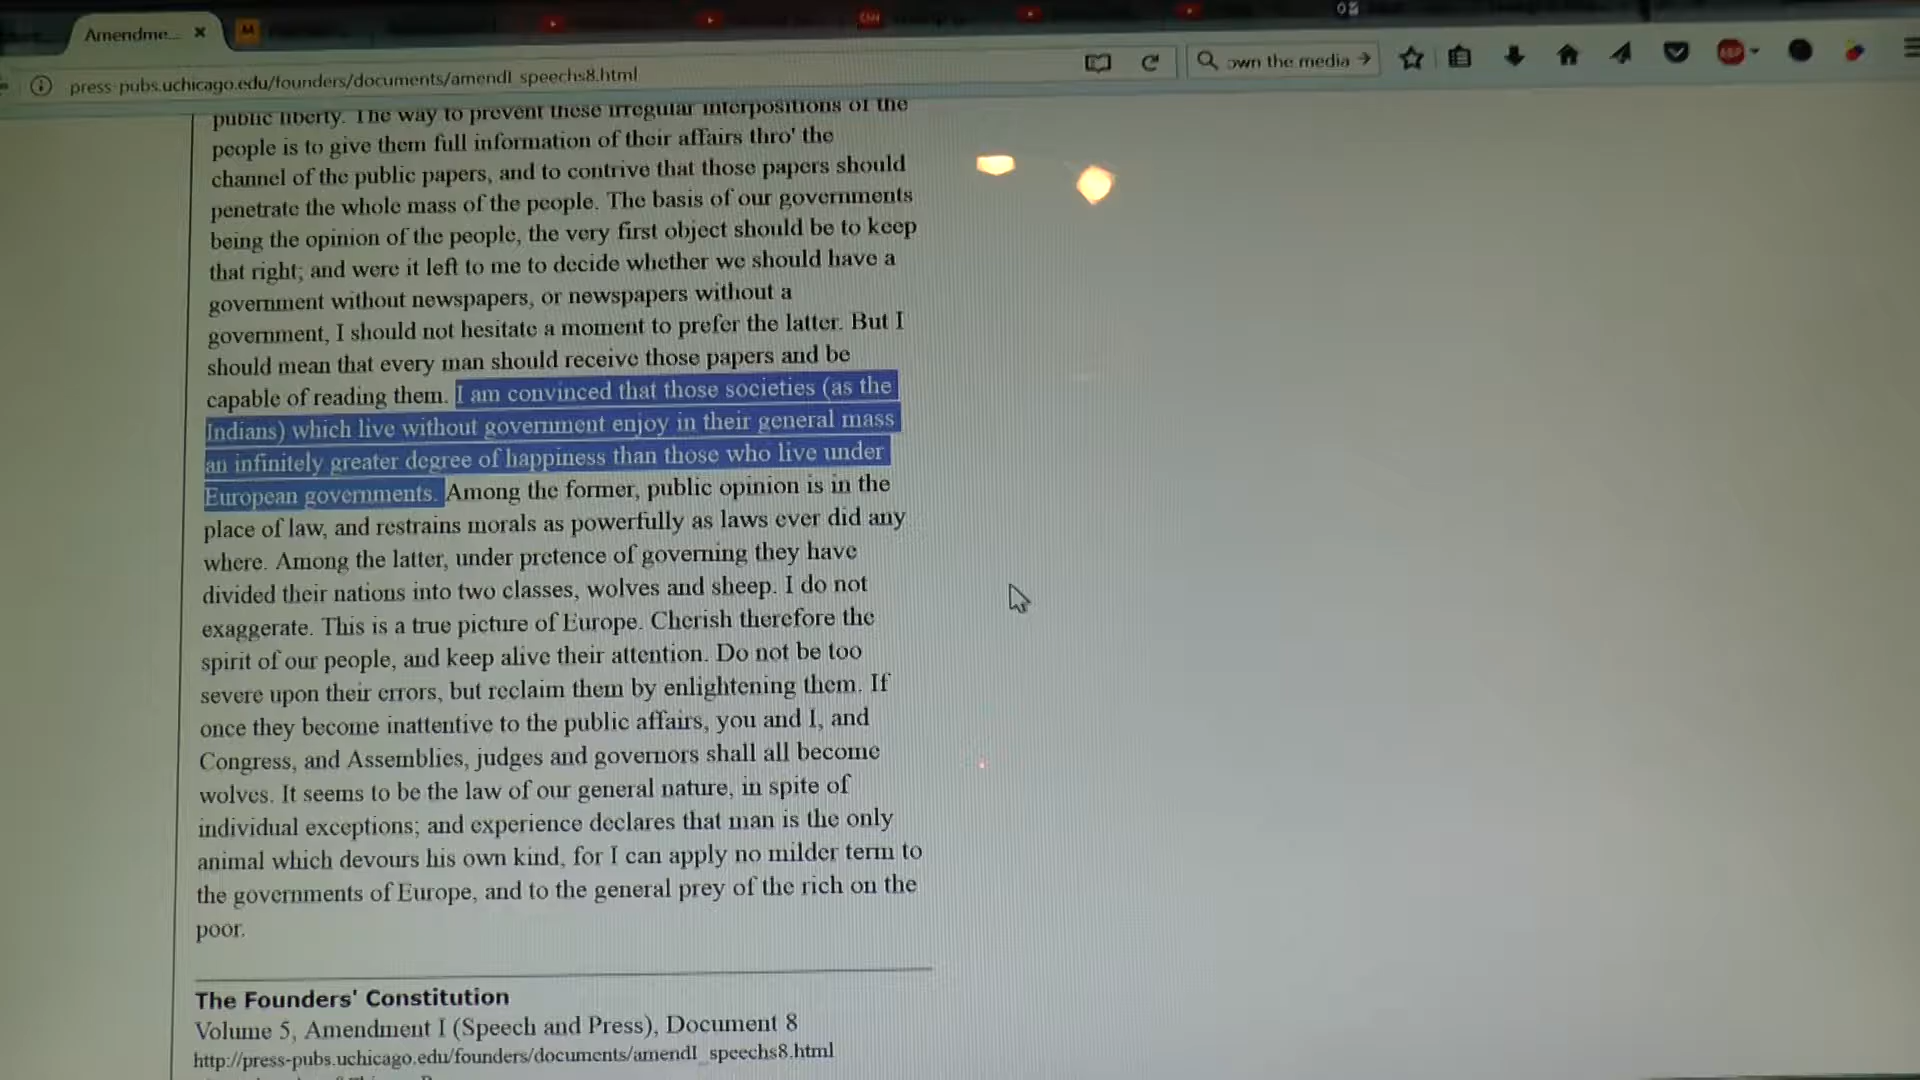 Amendme...
press-pubs.uchicago.edu/founders/documents/amendI_speechs8.html
own the media
public liberty. The way to prevent these irregular interpositions of the
people is to give them full information of their affairs thro' the
channel of the public papers, and to contrive that those papers should
penetrate the whole mass of the people. The basis of our governments
being the opinion of the people, the very first object should be to keep
that right; and were it left to me to decide whether we should have a
government without newspapers, or newspapers without a
government, I should not hesitate a moment to prefer the latter. But I
should mean that every man should receive those papers and be
capable of reading them. I am convinced that those societies (as the
Indians) which live without government enjoy in their general mass
an infinitely greater degree of happiness than those who live under
European governments. Among the former, public opinion is in the
place of law, and restrains morals as powerfully as laws ever did any
where. Among the latter, under pretence of governing they have
divided their nations into two classes, wolves and sheep. I do not
exaggerate. This is a true picture of Europe. Cherish therefore the
spirit of our people, and keep alive their attention. Do not be too
severe upon their errors, but reclaim them by enlightening them. If
once they become inattentive to the public affairs, you and I, and
Congress, and Assemblies, judges and governors shall all become
wolves. It seems to be the law of our general nature, in spite of
individual exceptions; and experience declares that man is the only
animal which devours his own kind, for I can apply no milder term to
the governments of Europe, and to the general prey of the rich on the
poor.
The Founders' Constitution
Volume 5, Amendment I (Speech and Press), Document 8
http://press-pubs.uchicago.edu/founders/documents/amendI_speechs8.html